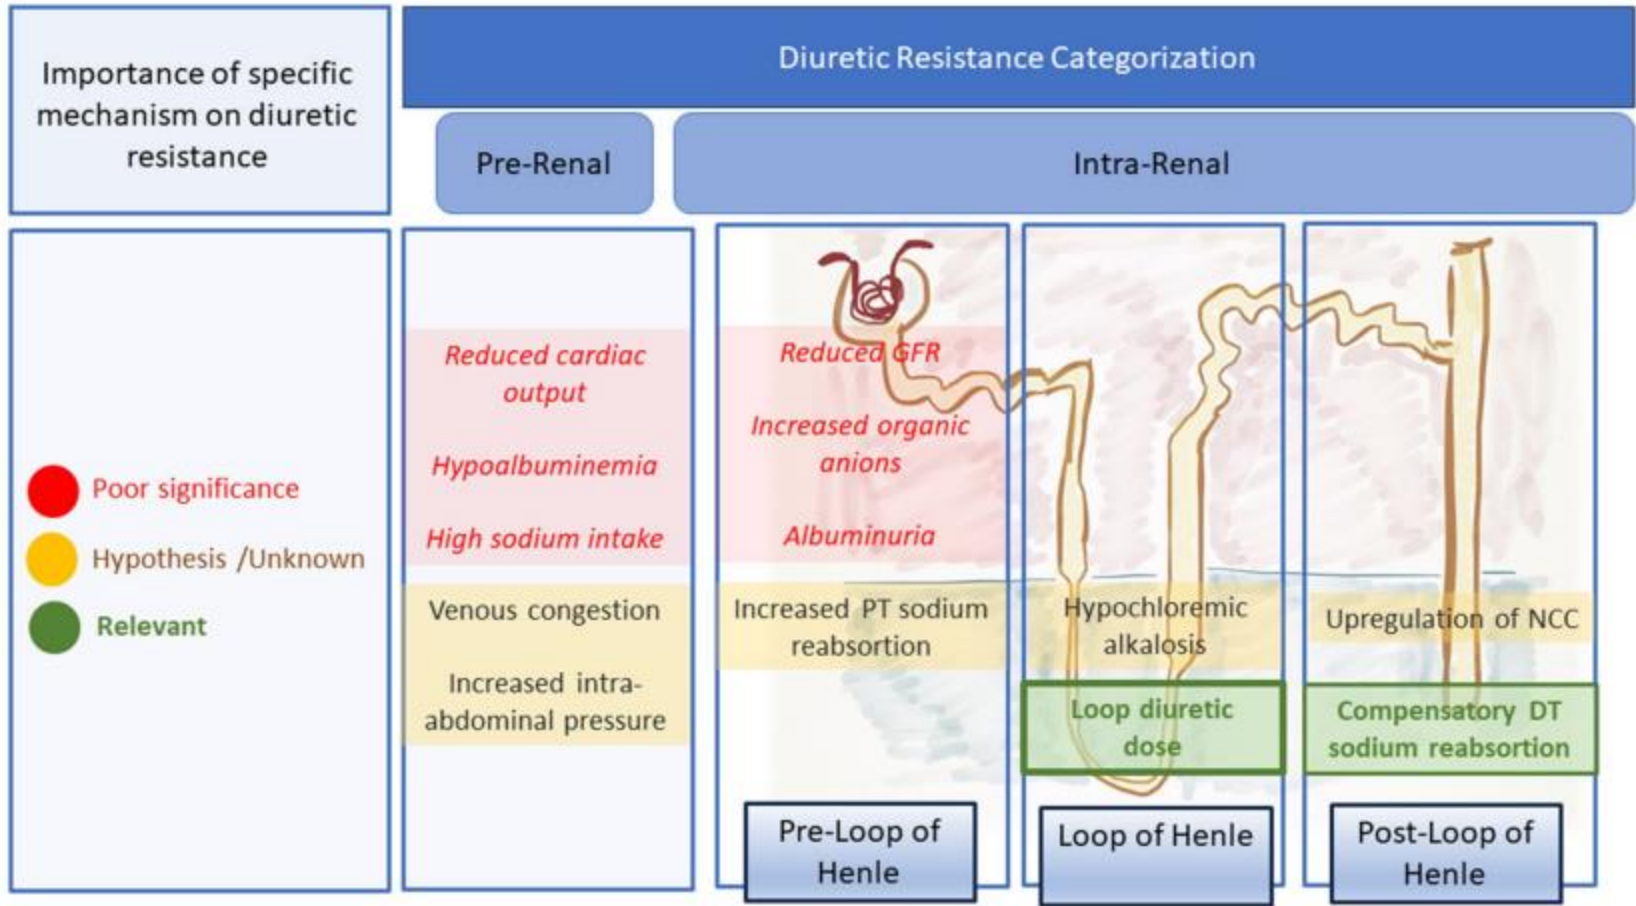 Importance of specific
mechanism on diuretic
resistance
Diuretic Resistance Categorization
Pre-Renal
Intra-Renal
Poor significance
Hypothesis /Unknown
Relevant
Reduced cardiac
output
Hypoalbuminemia
High sodium intake
Venous congestion
Increased intra-
abdominal pressure
Reduced GFR
Increased organic
anions
Albuminuria
Increased PT sodium
reabsortion
Pre-Loop of
Henle
Hypochloremic
alkalosis
Loop diuretic
dose
Loop of Henle
Upregulation of NCC
Compensatory DT
sodium reabsortion
Post-Loop of
Henle